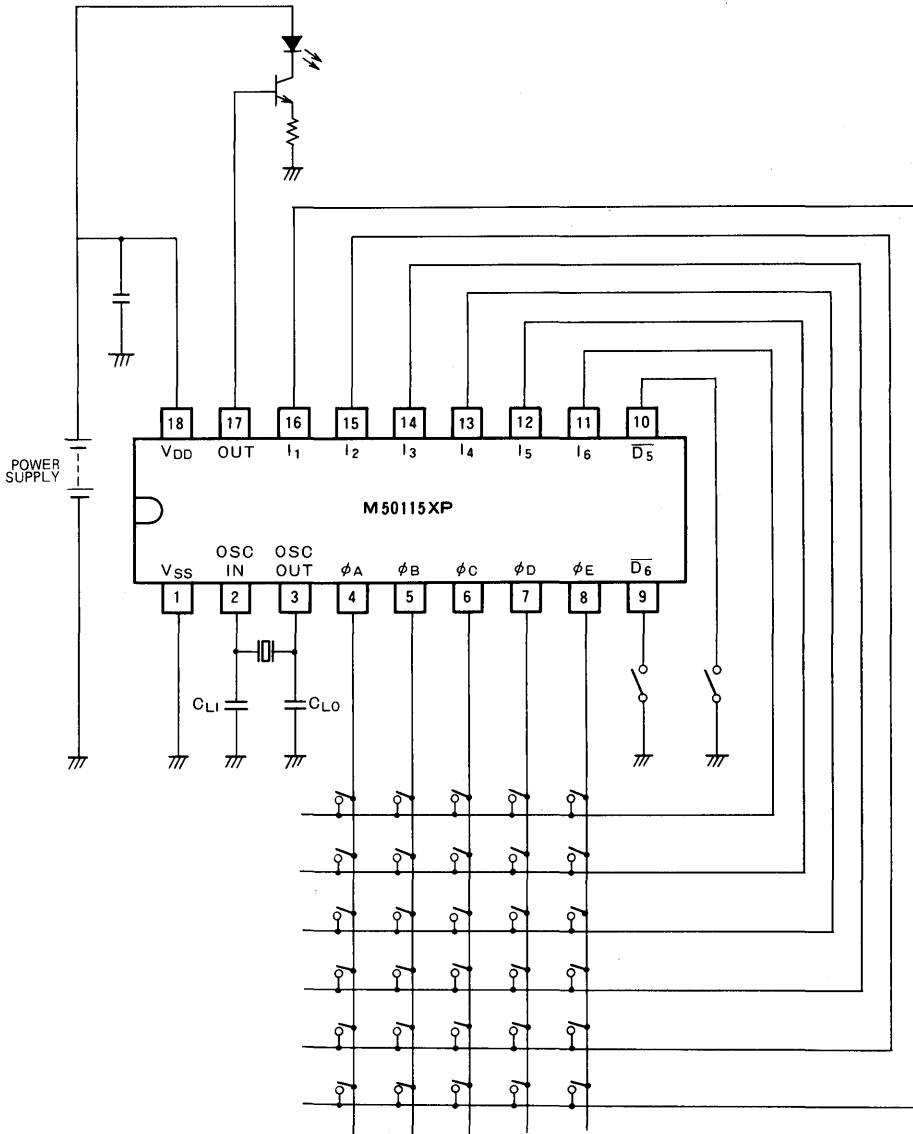 18 17 16 15 14 13 12 11 10
VDD OUT I1 I2 I3 I4 I5 I6 D5
POWER
SUPPLY
M50115XP
OSC OSC
VSS IN OUT φA φB φC φD φE D6
1 2 3 4 5 6 7 8 9
CLI CLO